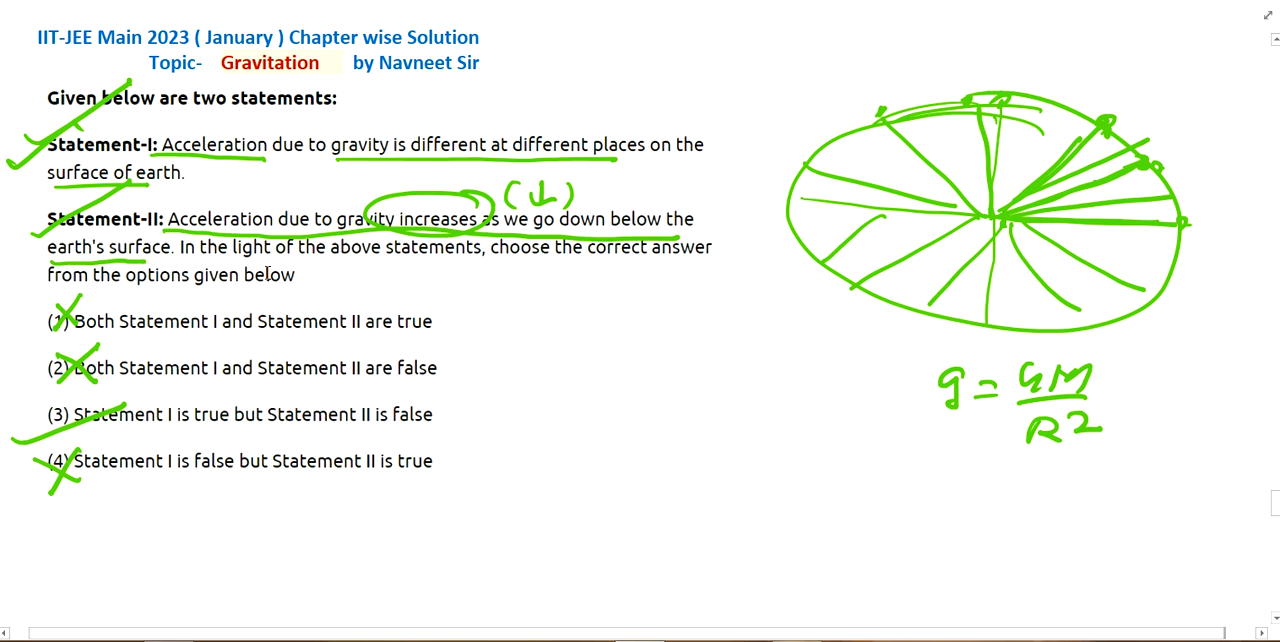 IIT-JEE Main 2023 ( January ) Chapter wise Solution
Topic- Gravitation by Navneet Sir
Given below are two statements:
Statement-I: Acceleration due to gravity is different at different places on the
surface of earth.
(↓)
Statement-II: Acceleration due to gravity increases as we go down below the
earth's surface. In the light of the above statements, choose the correct answer
from the options given below
(1) Both Statement I and Statement II are true
(2) Both Statement I and Statement II are false
(3) Statement I is true but Statement II is false
(4) Statement I is false but Statement II is true
g = GM
R2